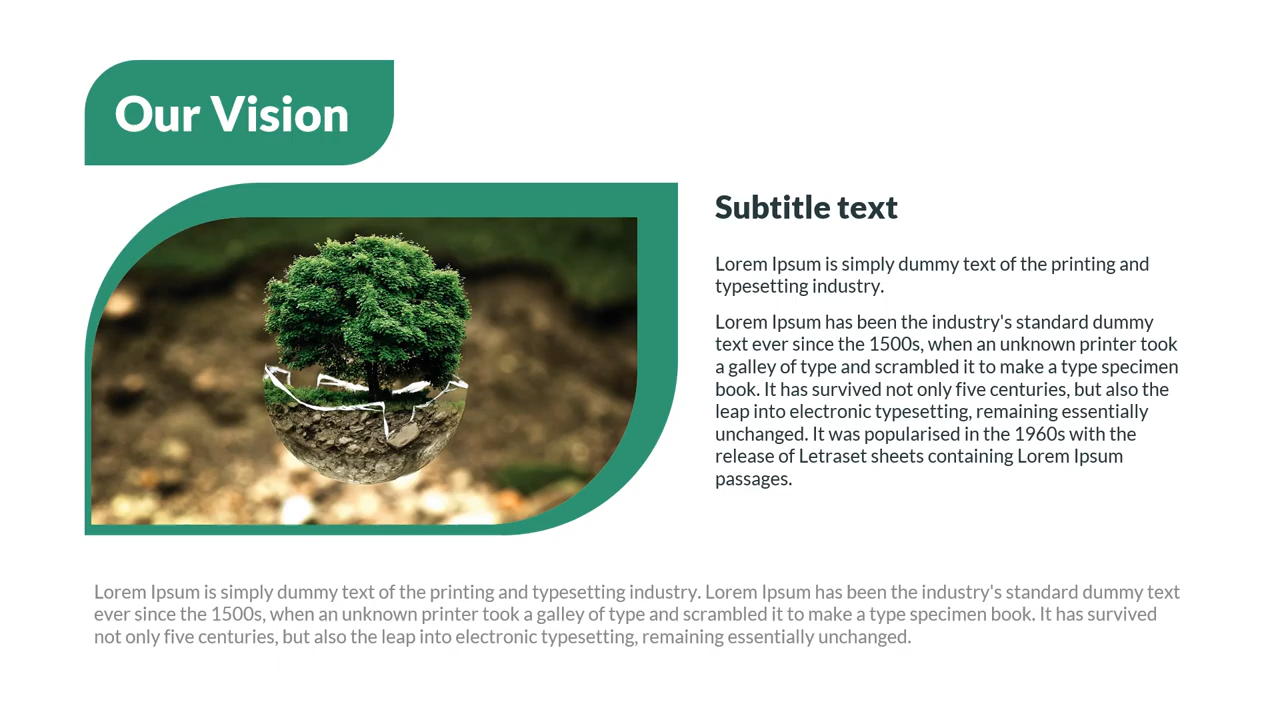 Our Vision
Subtitle text
Lorem Ipsum is simply dummy text of the printing and
typesetting industry.
Lorem Ipsum has been the industry's standard dummy
text ever since the 1500s, when an unknown printer took
a galley of type and scrambled it to make a type specimen
book. It has survived not only five centuries, but also the
leap into electronic typesetting, remaining essentially
unchanged. It was popularised in the 1960s with the
release of Letraset sheets containing Lorem Ipsum
passages.
Lorem Ipsum is simply dummy text of the printing and typesetting industry. Lorem Ipsum has been the industry's standard dummy text
ever since the 1500s, when an unknown printer took a galley of type and scrambled it to make a type specimen book. It has survived
not only five centuries, but also the leap into electronic typesetting, remaining essentially unchanged.